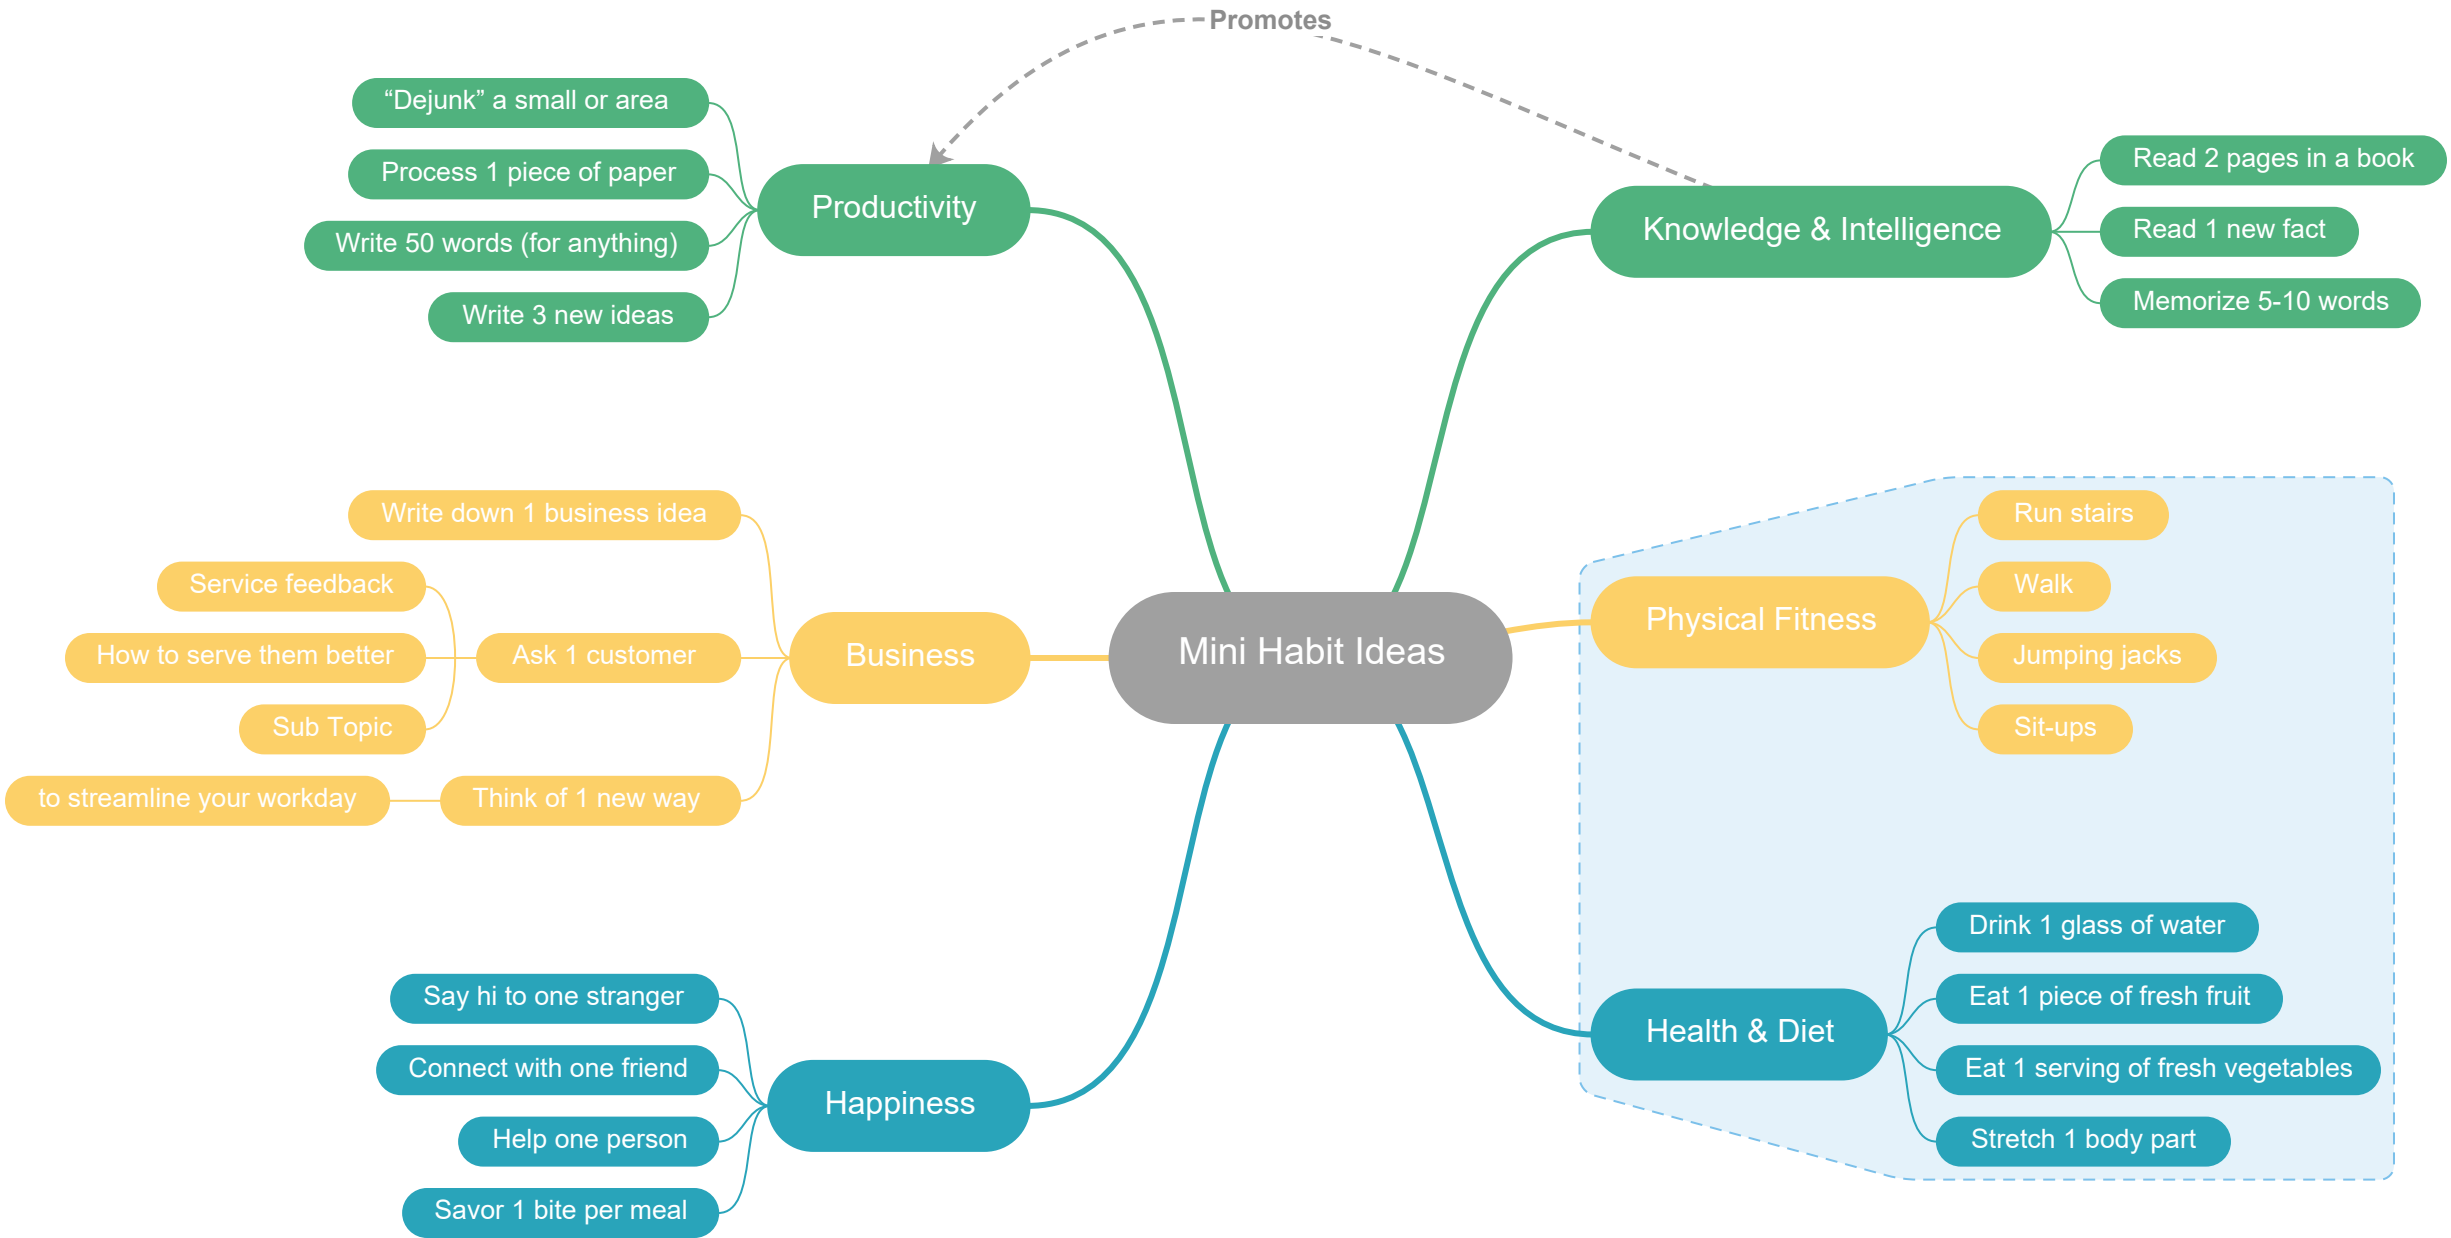 Promotes
“Dejunk” a small or area
Process 1 piece of paper
Write 50 words (for anything)
Write 3 new ideas
Productivity
Knowledge & Intelligence
Read 2 pages in a book
Read 1 new fact
Memorize 5-10 words
Write down 1 business idea
Service feedback
How to serve them better
Sub Topic
Ask 1 customer
to streamline your workday
Think of 1 new way
Business
Mini Habit Ideas
Physical Fitness
Run stairs
Walk
Jumping jacks
Sit-ups
Say hi to one stranger
Connect with one friend
Help one person
Savor 1 bite per meal
Happiness
Health & Diet
Drink 1 glass of water
Eat 1 piece of fresh fruit
Eat 1 serving of fresh vegetables
Stretch 1 body part